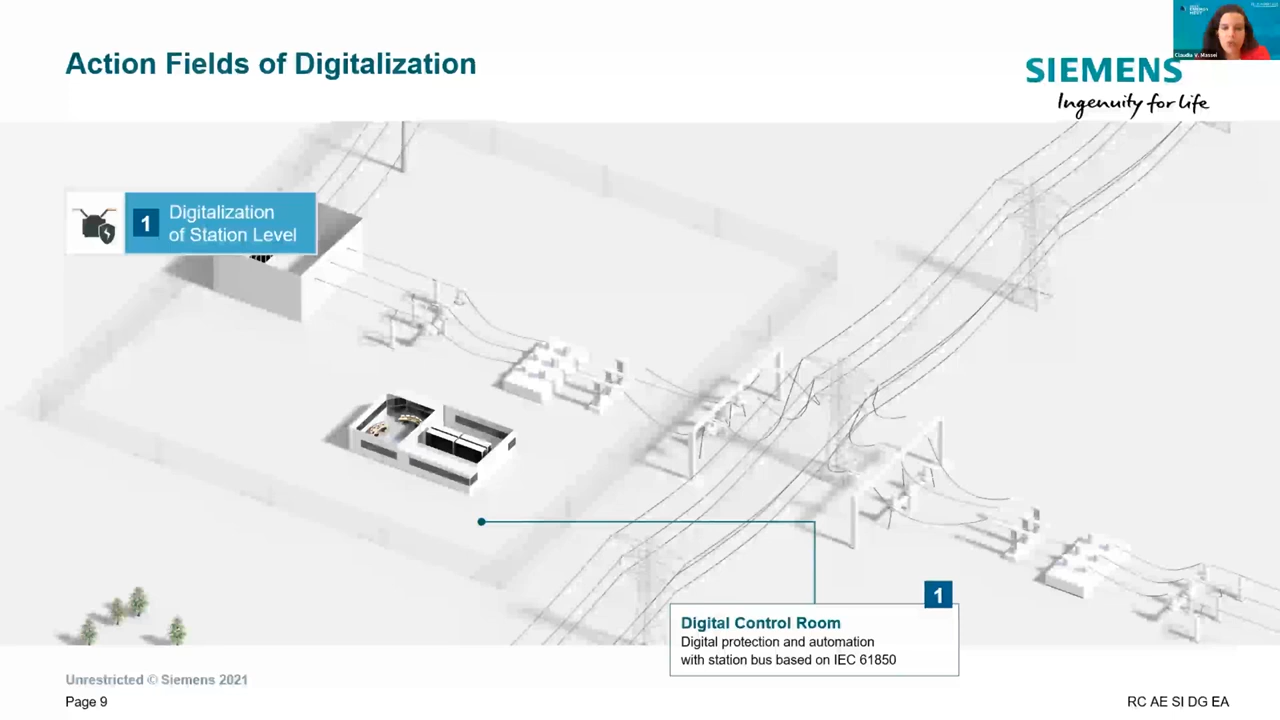 Action Fields of Digitalization
SIEMENS
Ingenuity for life
Claudia V. Massei
1
Digitalization
of Station Level
1
Digital Control Room
Digital protection and automation
with station bus based on IEC 61850
Unrestricted © Siemens 2021
Page 9
RC AE SI DG EA